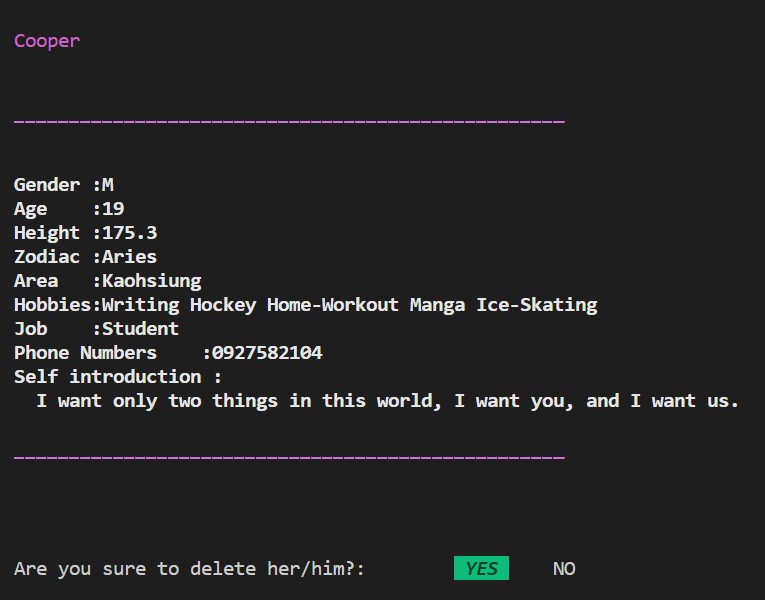 Cooper
__________________________________________________
Gender :M
Age    :19
Height :175.3
Zodiac :Aries
Area   :Kaohsiung
Hobbies:Writing Hockey Home-Workout Manga Ice-Skating
Job    :Student
Phone Numbers    :0927582104
Self introduction :
  I want only two things in this world, I want you, and I want us.
__________________________________________________
Are you sure to delete her/him?:         YES     NO